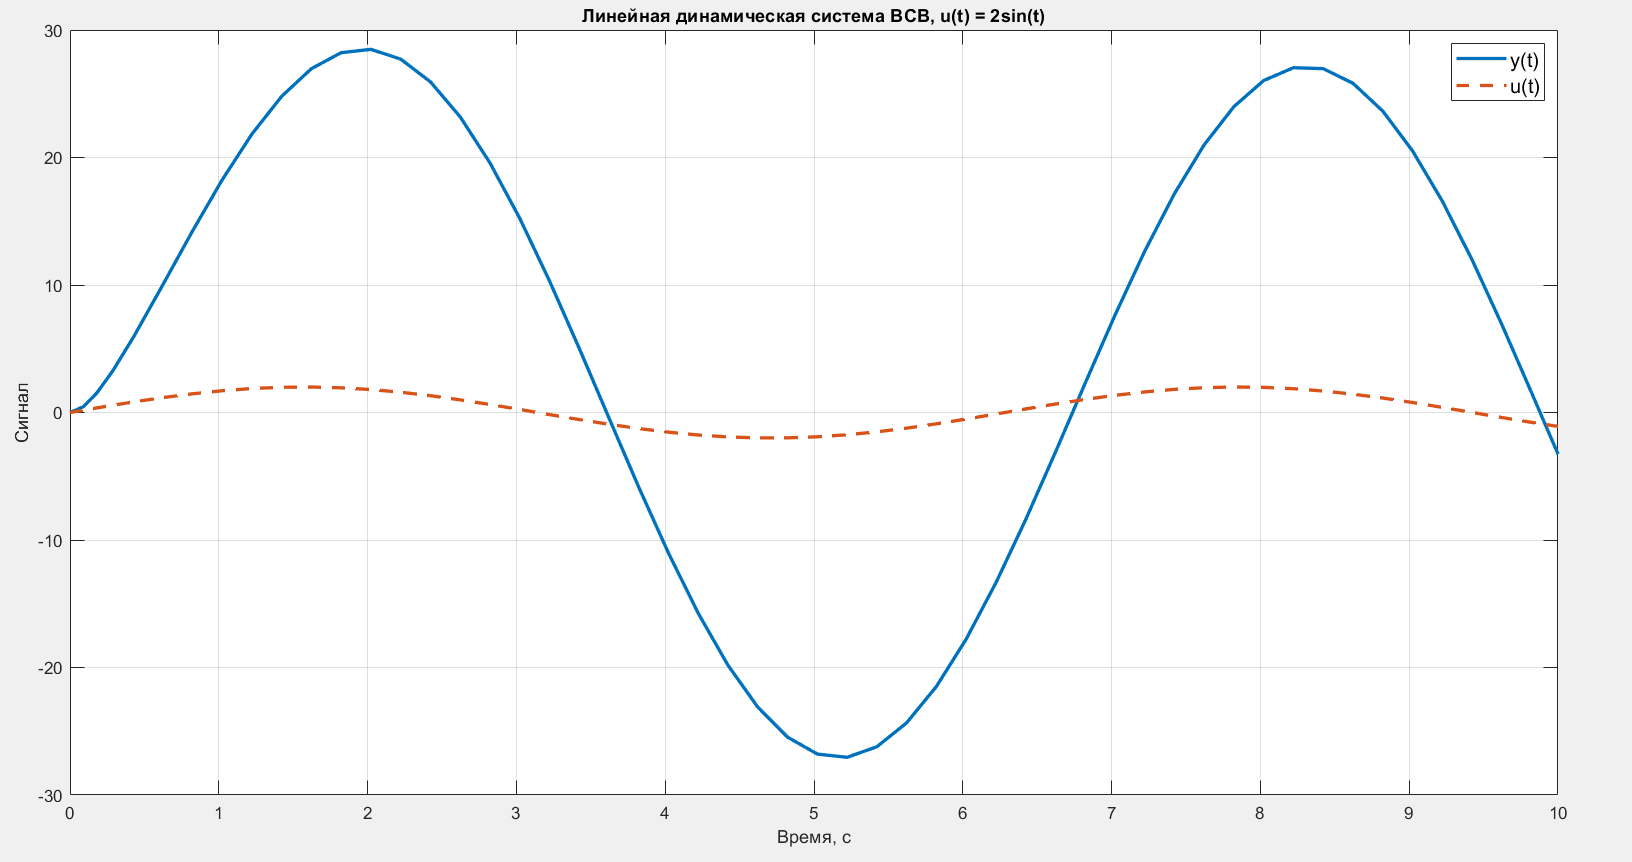 Линейная динамическая система ВСВ, u(t) = 2sin(t)
y(t)
u(t)
30
20
10
0
-10
-20
-30
Сигнал
0 1 2 3 4 5 6 7 8 9 10
Время, с